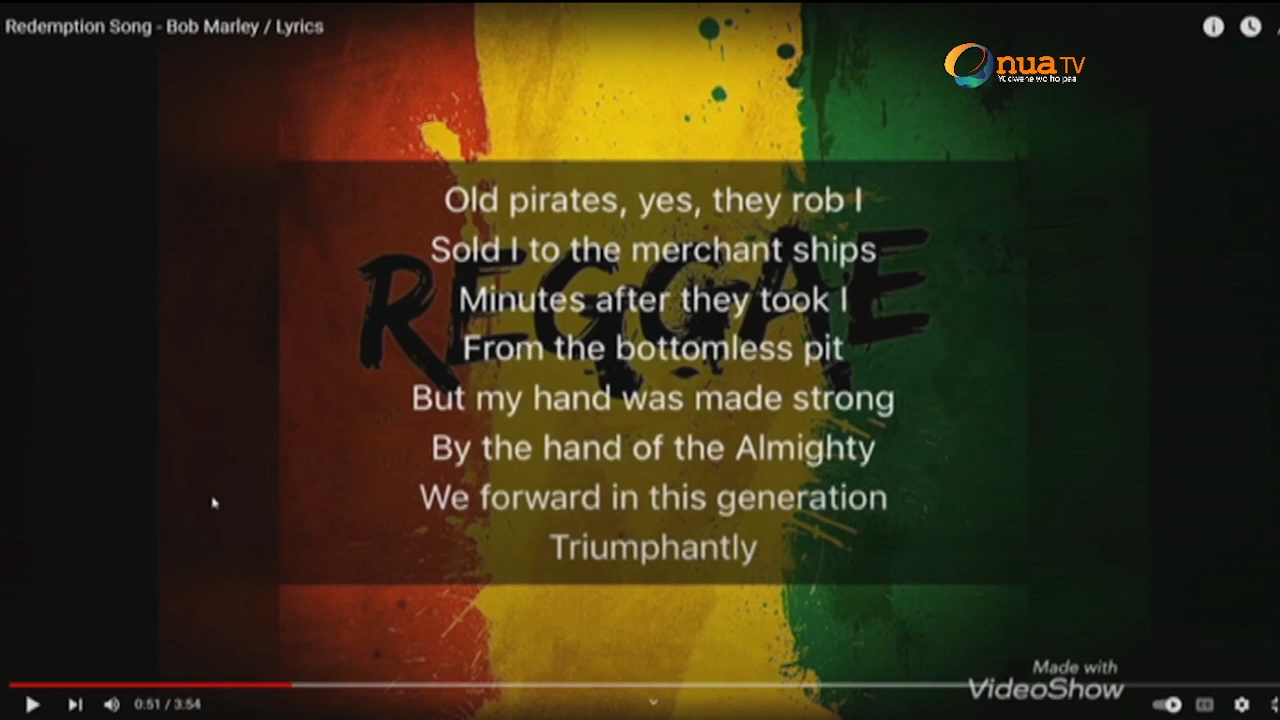 Redemption Song - Bob Marley / Lyrics
Onua TV
Old pirates, yes, they rob I
Sold I to the merchant ships
REGGAE
Minutes after they took I
From the bottomless pit
But my hand was made strong
By the hand of the Almighty
We forward in this generation
Triumphantly
Made with
VideoShow
0:51 / 3:54